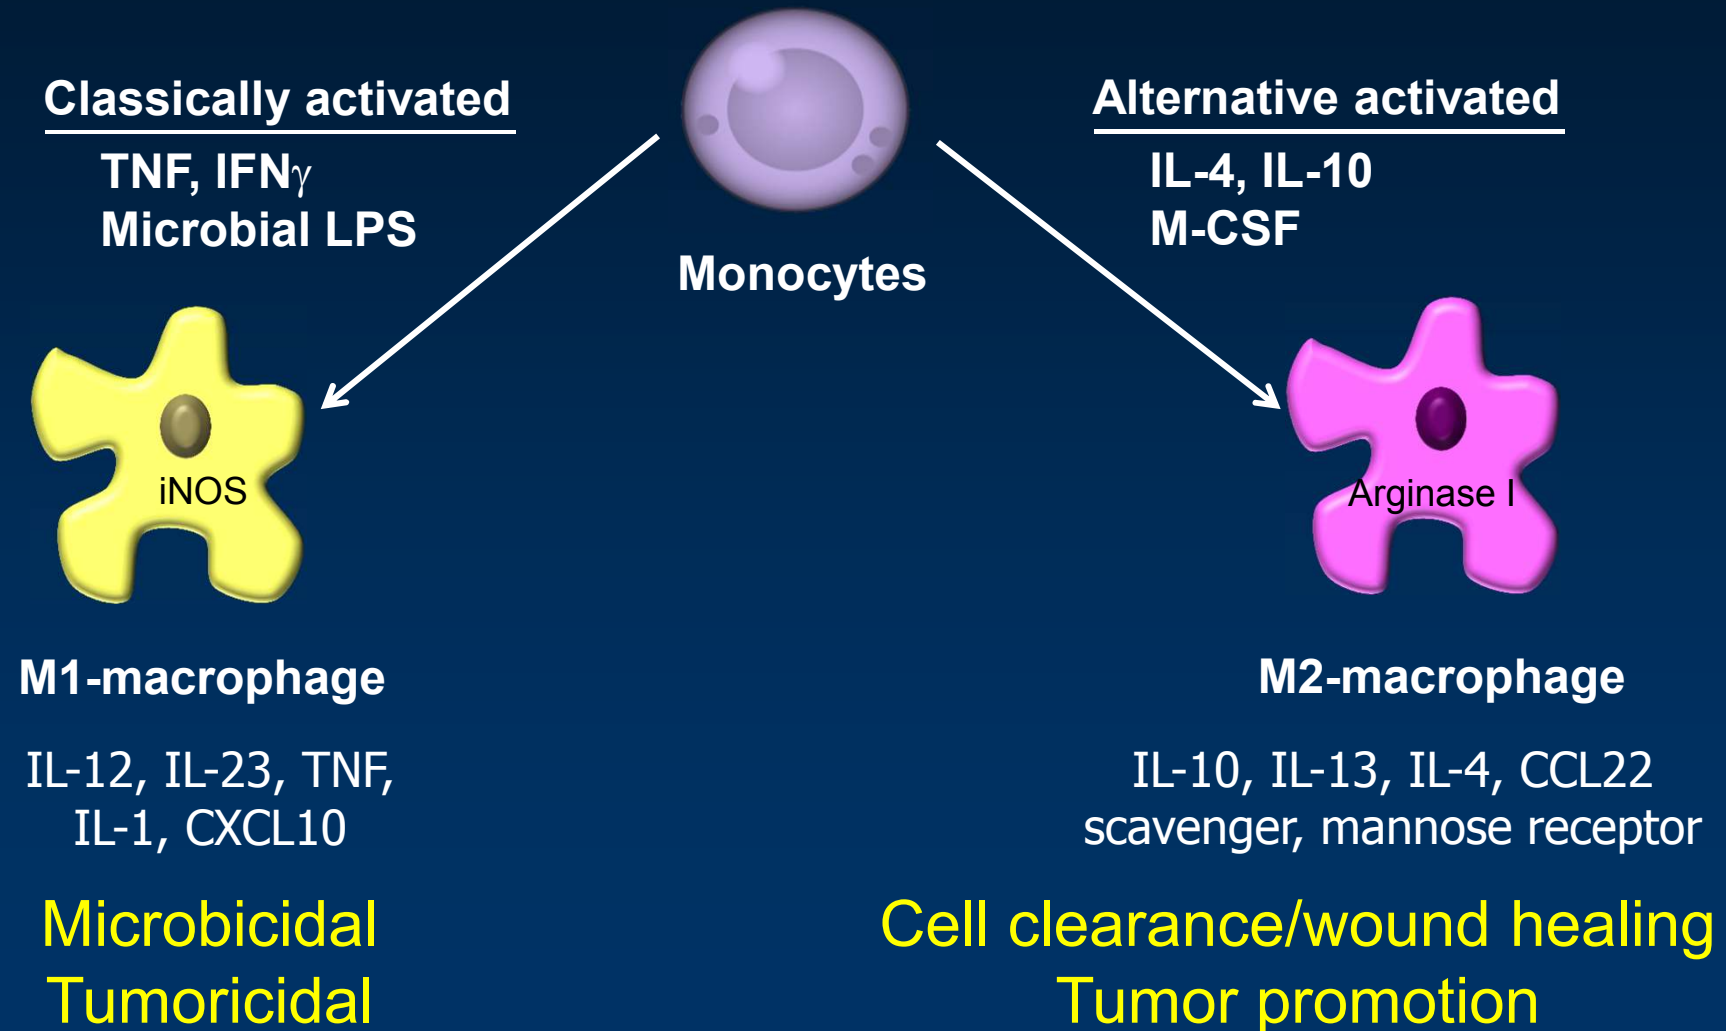 Classically activated
TNF, IFNγ
Microbial LPS
Monocytes
Alternative activated
IL-4, IL-10
M-CSF
iNOS
Arginase I
M1-macrophage
IL-12, IL-23, TNF,
IL-1, CXCL10
Microbicidal
Tumoricidal
M2-macrophage
IL-10, IL-13, IL-4, CCL22
scavenger, mannose receptor
Cell clearance/wound healing
Tumor promotion